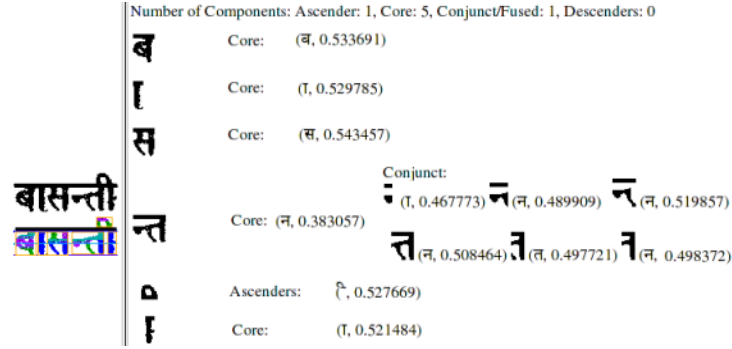 Number of Components: Ascender: 1, Core: 5, Conjunct/Fused: 1, Descenders: 0
ब Core: (ब, 0.533691)
ा Core: (ा, 0.529785)
स Core: (स, 0.543457)
बासन्ती
Conjunct:
(ा, 0.467773) न (न, 0.489909) न् (न, 0.519857)
न्त Core: (न, 0.383057)
त्त (न, 0.508464) (त, 0.497721) (न, 0.498372)
Ascenders: (ी, 0.527669)
ा Core: (ा, 0.521484)